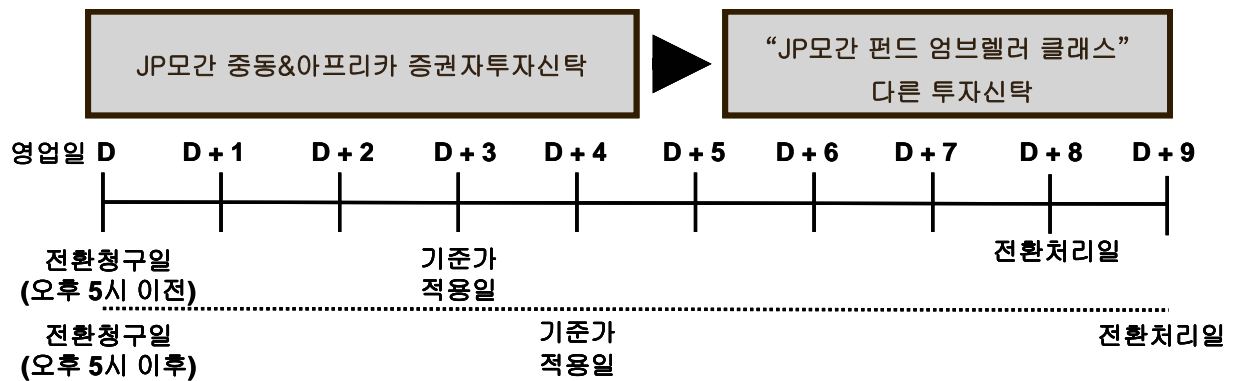 JP모간 중동&아프리카 증권자투자신탁
“JP모간 펀드 엄브렐러 클래스”
다른 투자신탁
영업일 D D + 1 D + 2 D + 3 D + 4 D + 5 D + 6 D + 7 D + 8 D + 9
전환청구일 기준가 전환처리일
(오후 5시 이전) 적용일
전환청구일 기준가 전환처리일
(오후 5시 이후) 적용일